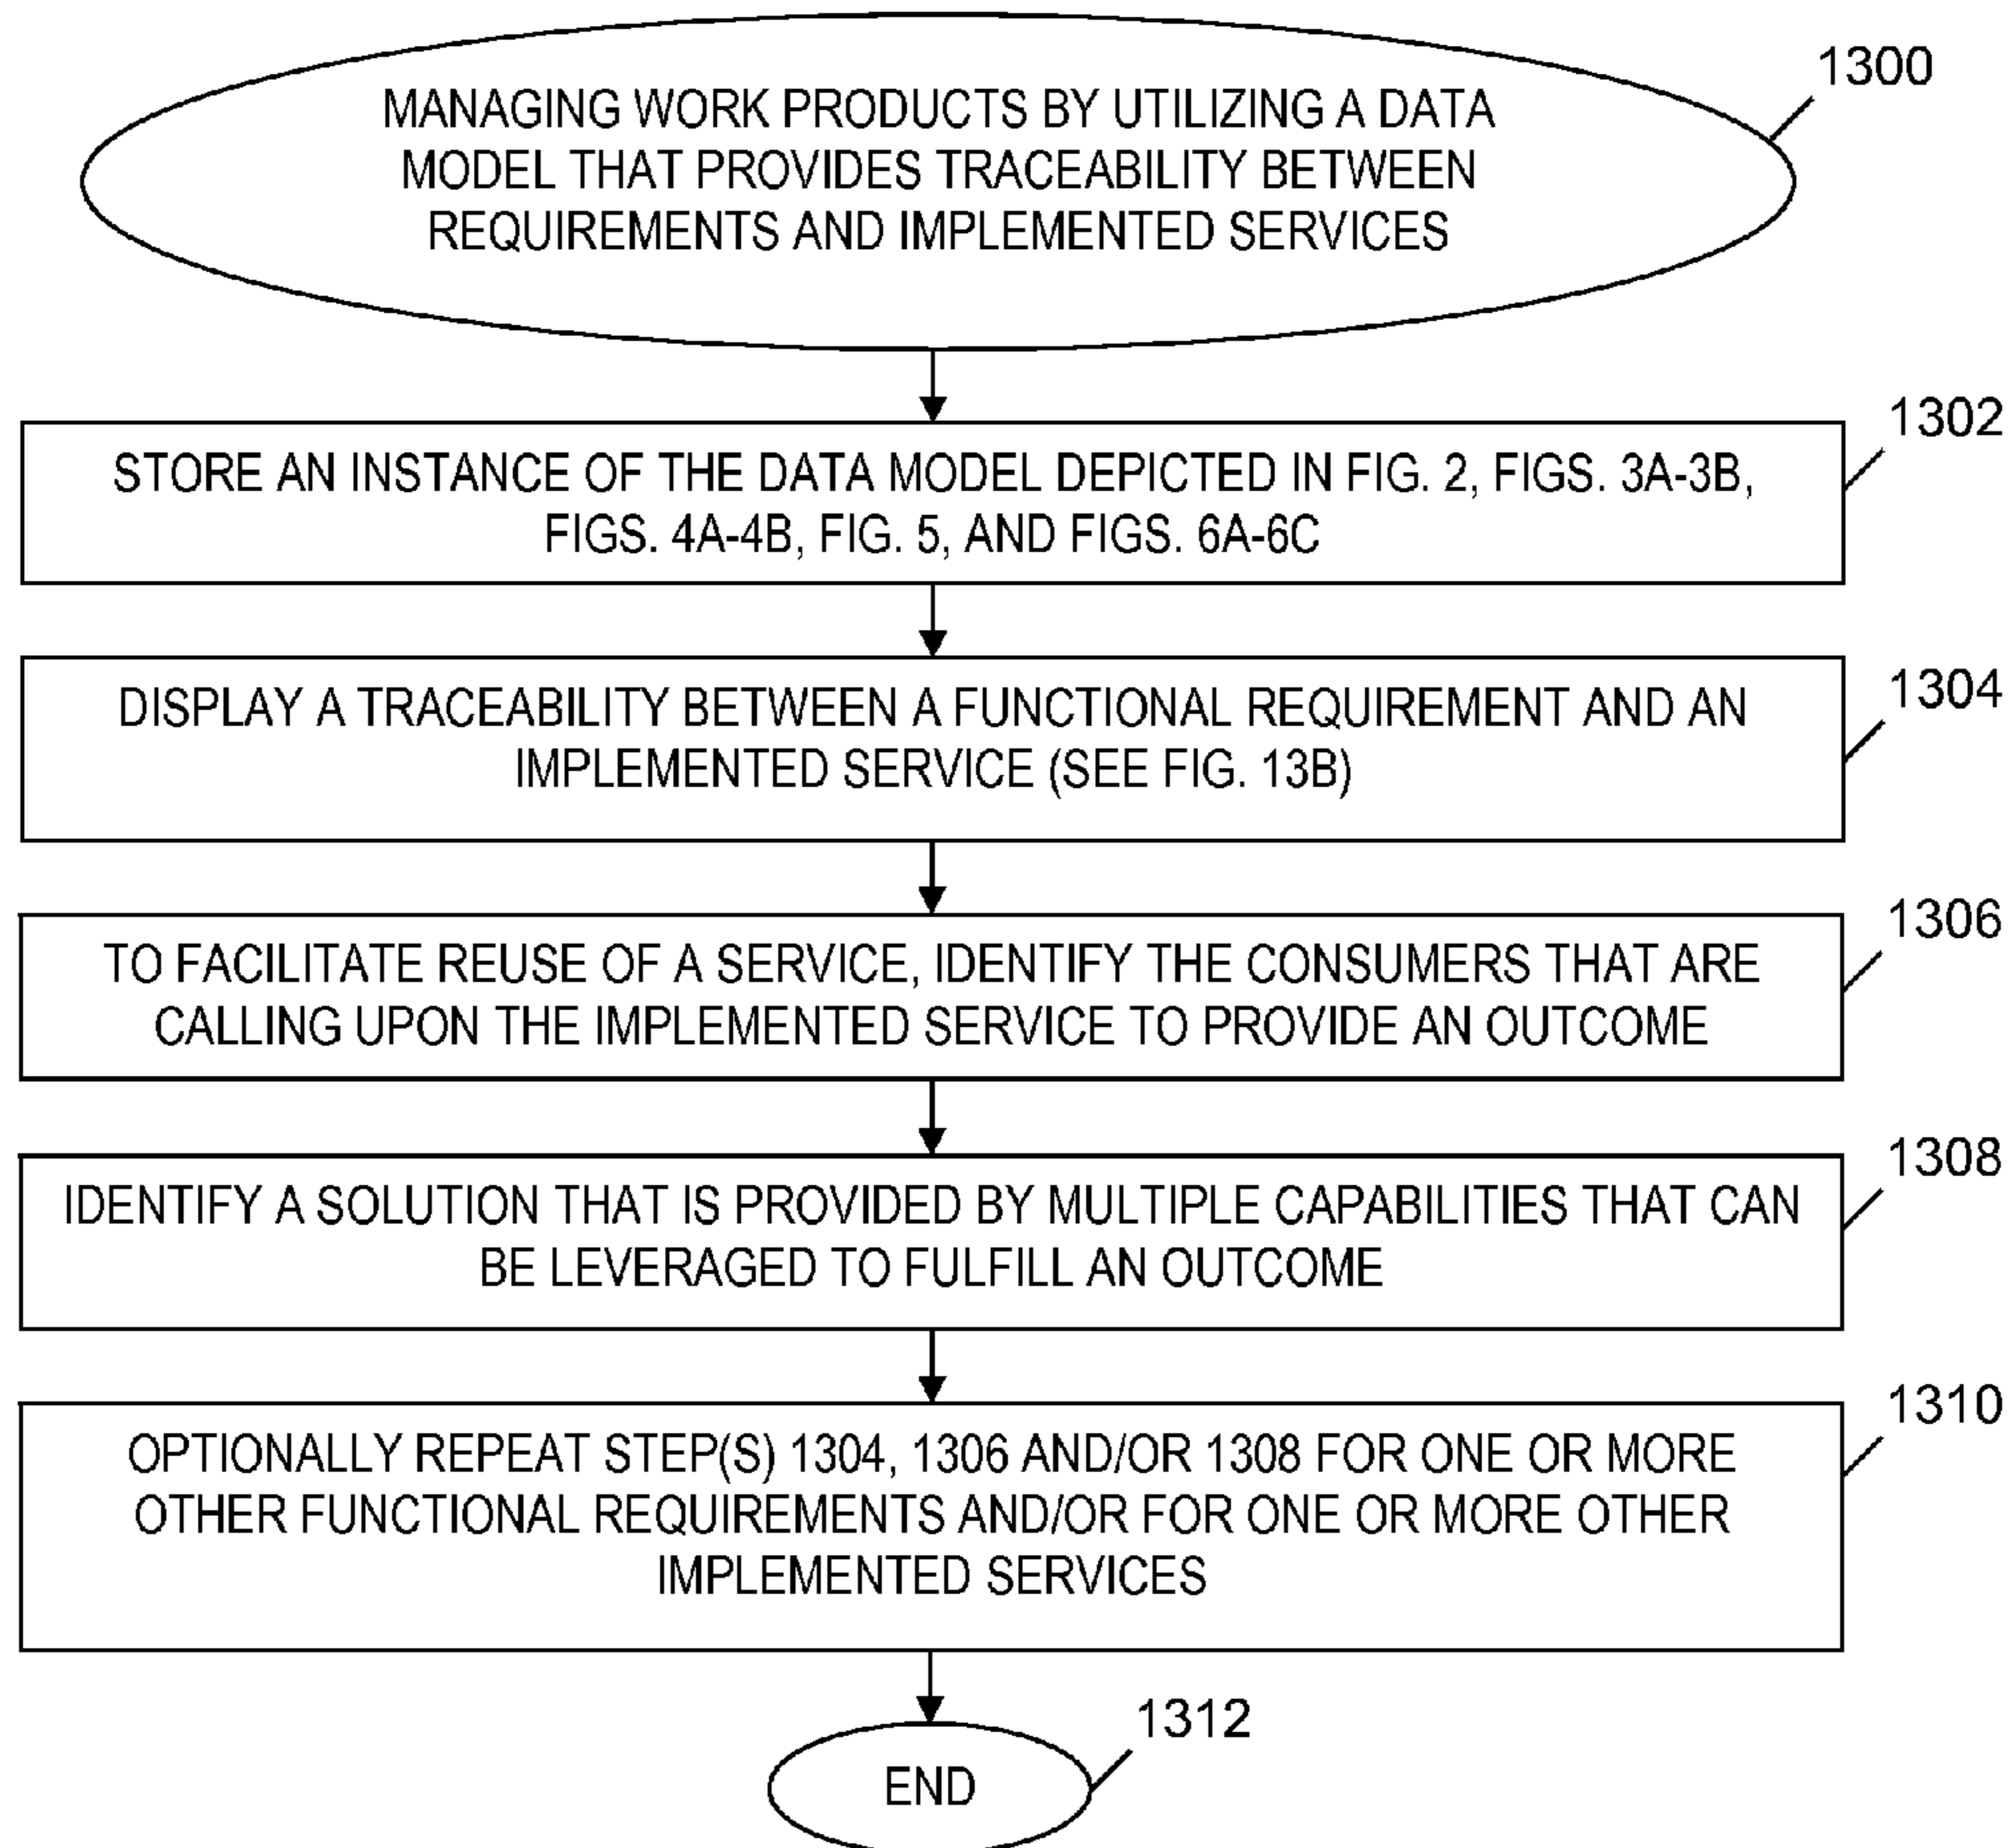 1300
MANAGING WORK PRODUCTS BY UTILIZING A DATA
MODEL THAT PROVIDES TRACEABILITY BETWEEN
REQUIREMENTS AND IMPLEMENTED SERVICES
1302
STORE AN INSTANCE OF THE DATA MODEL DEPICTED IN FIG. 2, FIGS. 3A-3B,
FIGS. 4A-4B, FIG. 5, AND FIGS. 6A-6C
1304
DISPLAY A TRACEABILITY BETWEEN A FUNCTIONAL REQUIREMENT AND AN
IMPLEMENTED SERVICE (SEE FIG. 13B)
1306
TO FACILITATE REUSE OF A SERVICE, IDENTIFY THE CONSUMERS THAT ARE
CALLING UPON THE IMPLEMENTED SERVICE TO PROVIDE AN OUTCOME
1308
IDENTIFY A SOLUTION THAT IS PROVIDED BY MULTIPLE CAPABILITIES THAT CAN
BE LEVERAGED TO FULFILL AN OUTCOME
1310
OPTIONALLY REPEAT STEP(S) 1304, 1306 AND/OR 1308 FOR ONE OR MORE
OTHER FUNCTIONAL REQUIREMENTS AND/OR FOR ONE OR MORE OTHER
IMPLEMENTED SERVICES
1312
END